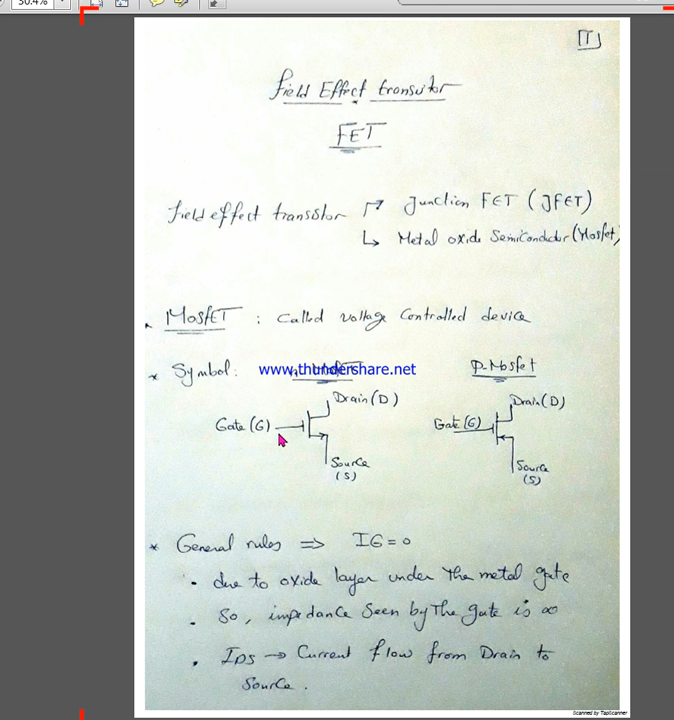 50.4%
[1]
Field Effect transistor
FET
field effect transistor → Junction FET (JFET)
↳ Metal oxide Semiconductor (Mosfet)
* MosfET : called voltage Controlled device
* Symbol: www.thundershare.net P-Mosfet
Drain (D) Drain (D)
Gate (G) Gate (G)
Source (S) Source (S)
* General rules => IG = 0
. due to oxide layer under the metal gate
. So, impedance seen by the gate is ∞
. IDS → Current flow from Drain to
Source.
Scanned by TapScanner